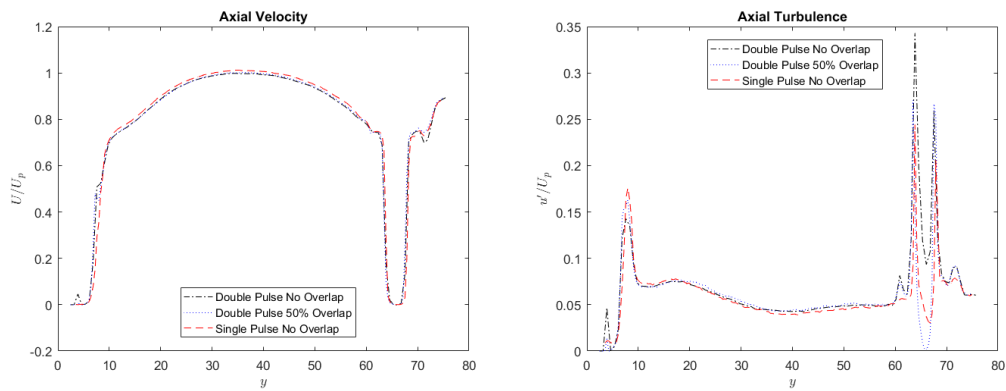 Axial Velocity
1.2
1
0.8
0.6
0.4
0.2
0
-0.2
U/U_p
0 10 20 30 40 50 60 70 80
y
Double Pulse No Overlap
Double Pulse 50% Overlap
Single Pulse No Overlap
Axial Turbulence
0.35
0.3
0.25
0.2
0.15
0.1
0.05
0
u'/U_p
0 10 20 30 40 50 60 70 80
y
Double Pulse No Overlap
Double Pulse 50% Overlap
Single Pulse No Overlap